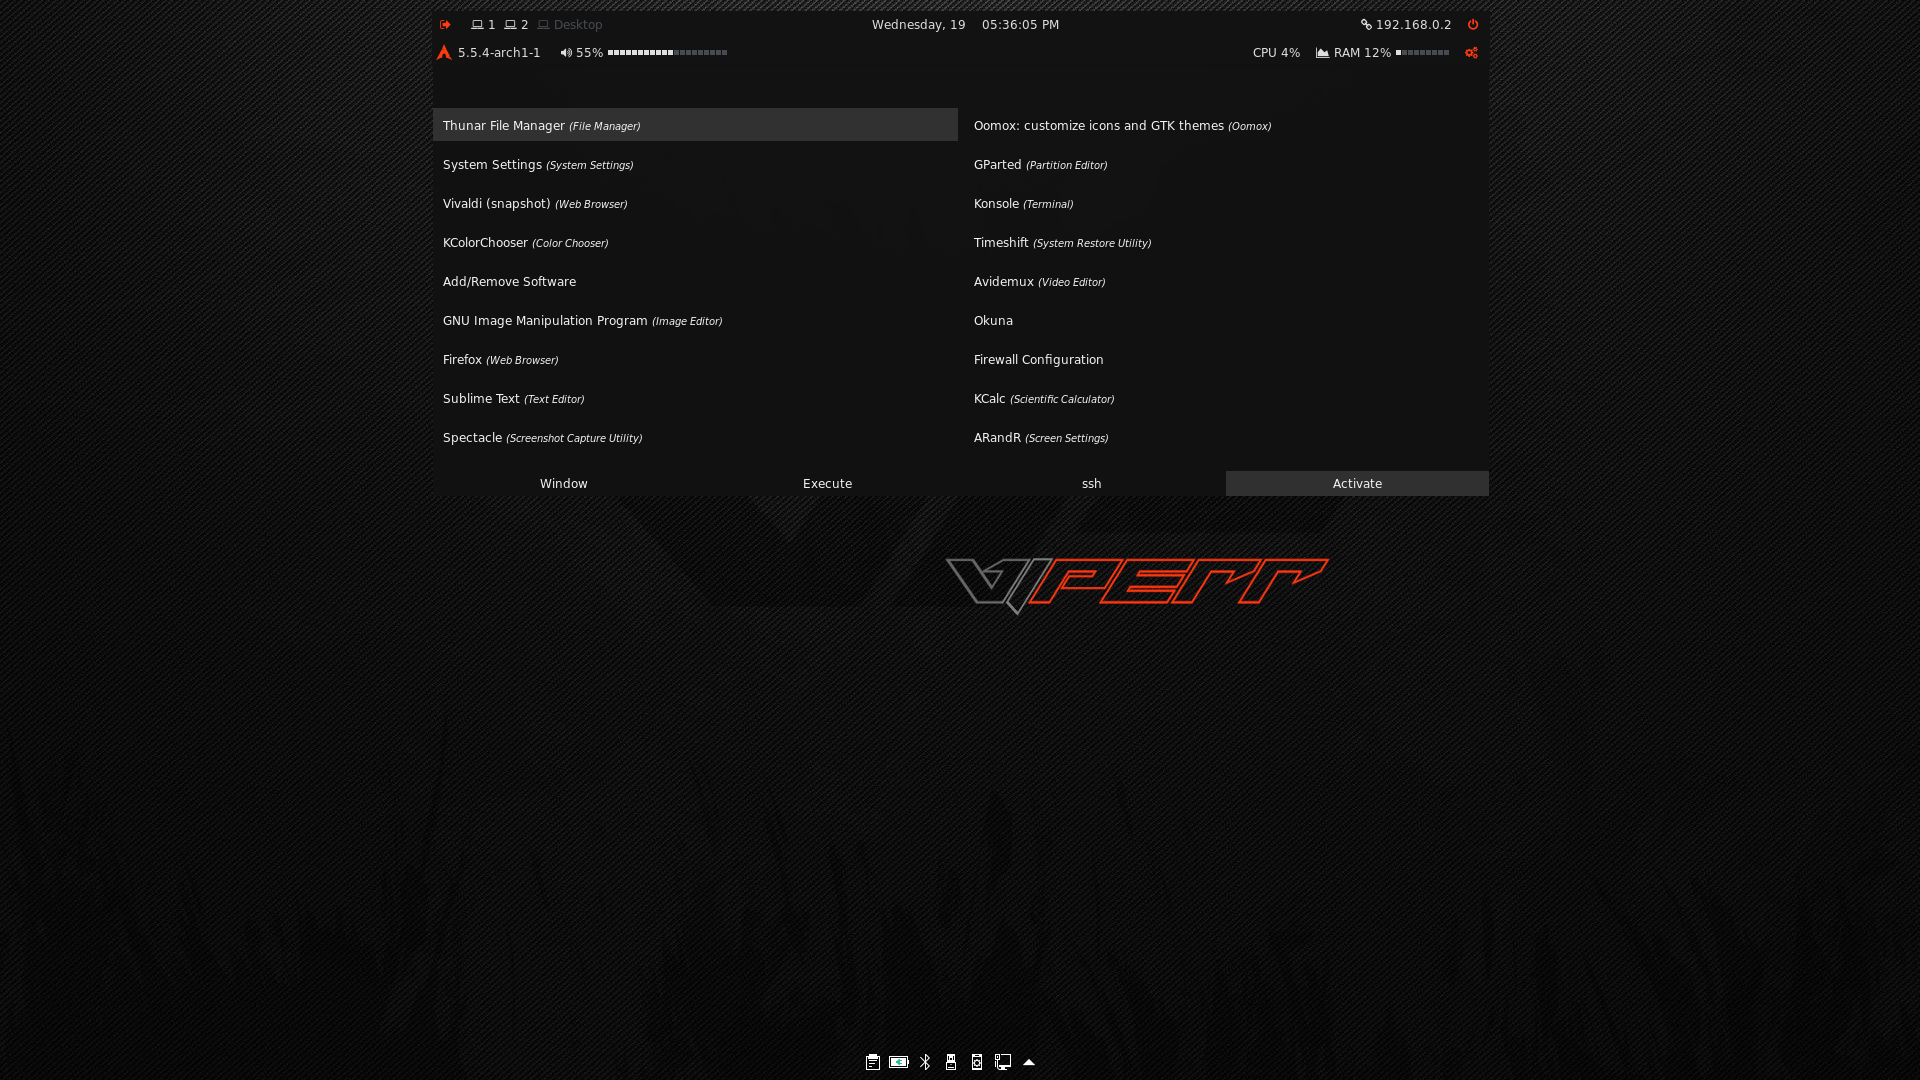 1 2 Desktop Wednesday, 19 05:36:05 PM 192.168.0.2
5.5.4-arch1-1 55% CPU 4% RAM 12%
Thunar File Manager (File Manager)
System Settings (System Settings)
Vivaldi (snapshot) (Web Browser)
KColorChooser (Color Chooser)
Add/Remove Software
GNU Image Manipulation Program (Image Editor)
Firefox (Web Browser)
Sublime Text (Text Editor)
Spectacle (Screenshot Capture Utility)
Oomox: customize icons and GTK themes (Oomox)
GParted (Partition Editor)
Konsole (Terminal)
Timeshift (System Restore Utility)
Avidemux (Video Editor)
Okuna
Firewall Configuration
KCalc (Scientific Calculator)
ARandR (Screen Settings)
Window Execute ssh Activate
VIPErr